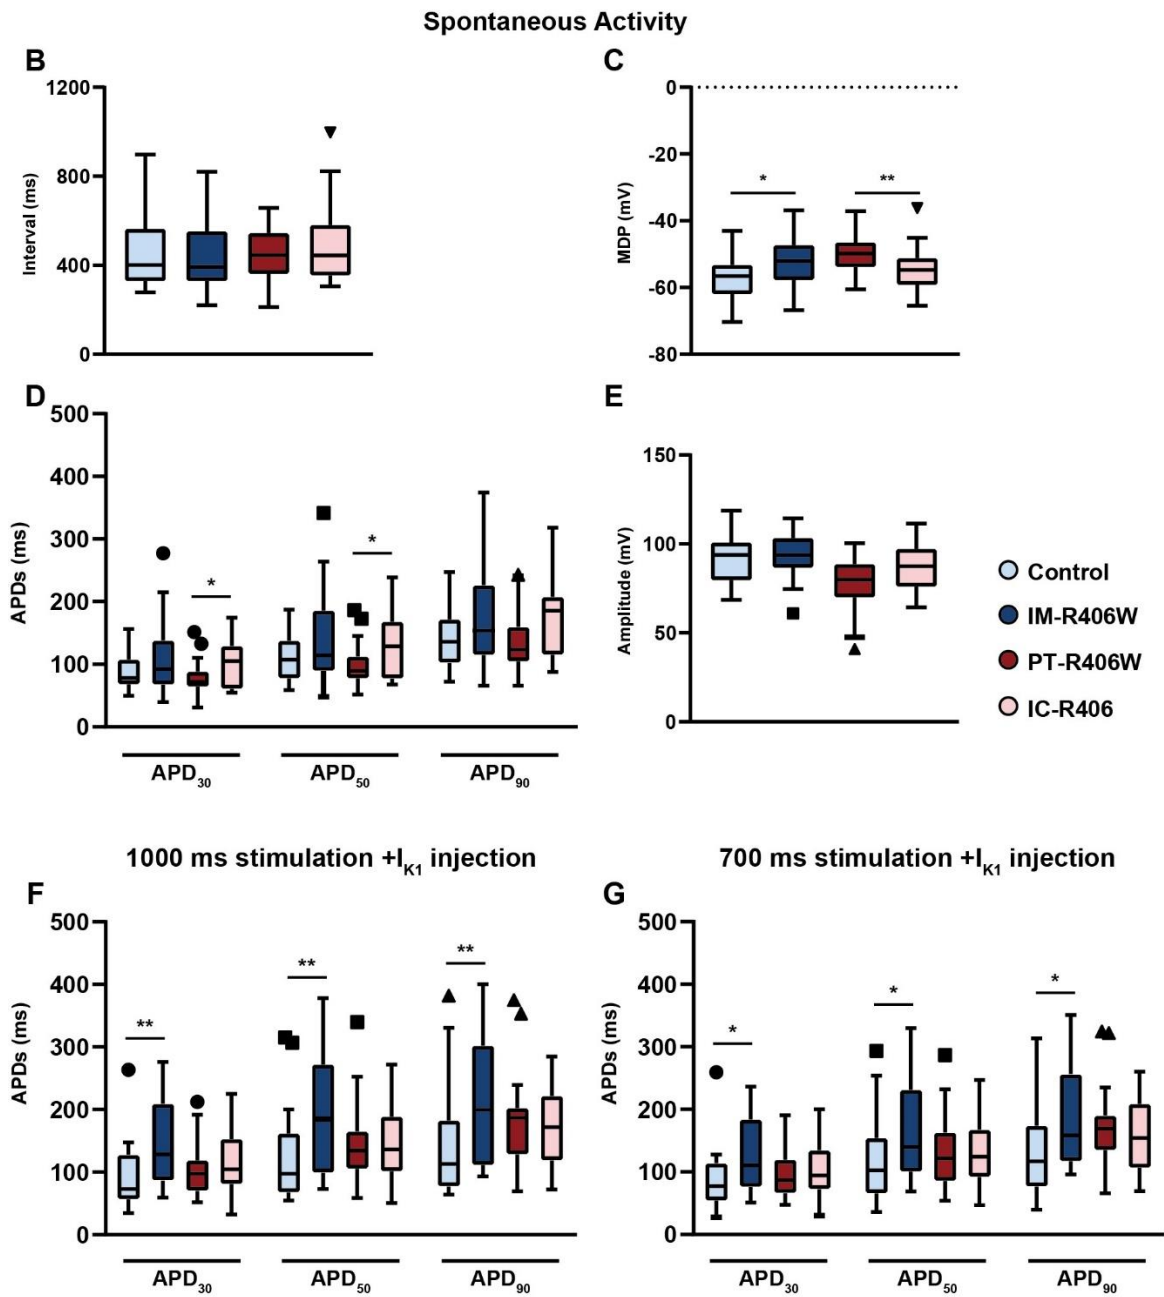 Spontaneous Activity
B
Interval (ms)
1200
800
400
0
C
MDP (mV)
0
-20
-40
-60
-80
*
**
D
APDs (ms)
500
400
300
200
100
0
*
*
APD30
APD50
APD90
E
Amplitude (mV)
150
100
50
0
Control
IM-R406W
PT-R406W
IC-R406
1000 ms stimulation +IK1 injection
F
APDs (ms)
500
400
300
200
100
0
**
**
**
APD30
APD50
APD90
700 ms stimulation +IK1 injection
G
APDs (ms)
500
400
300
200
100
0
*
*
*
APD30
APD50
APD90